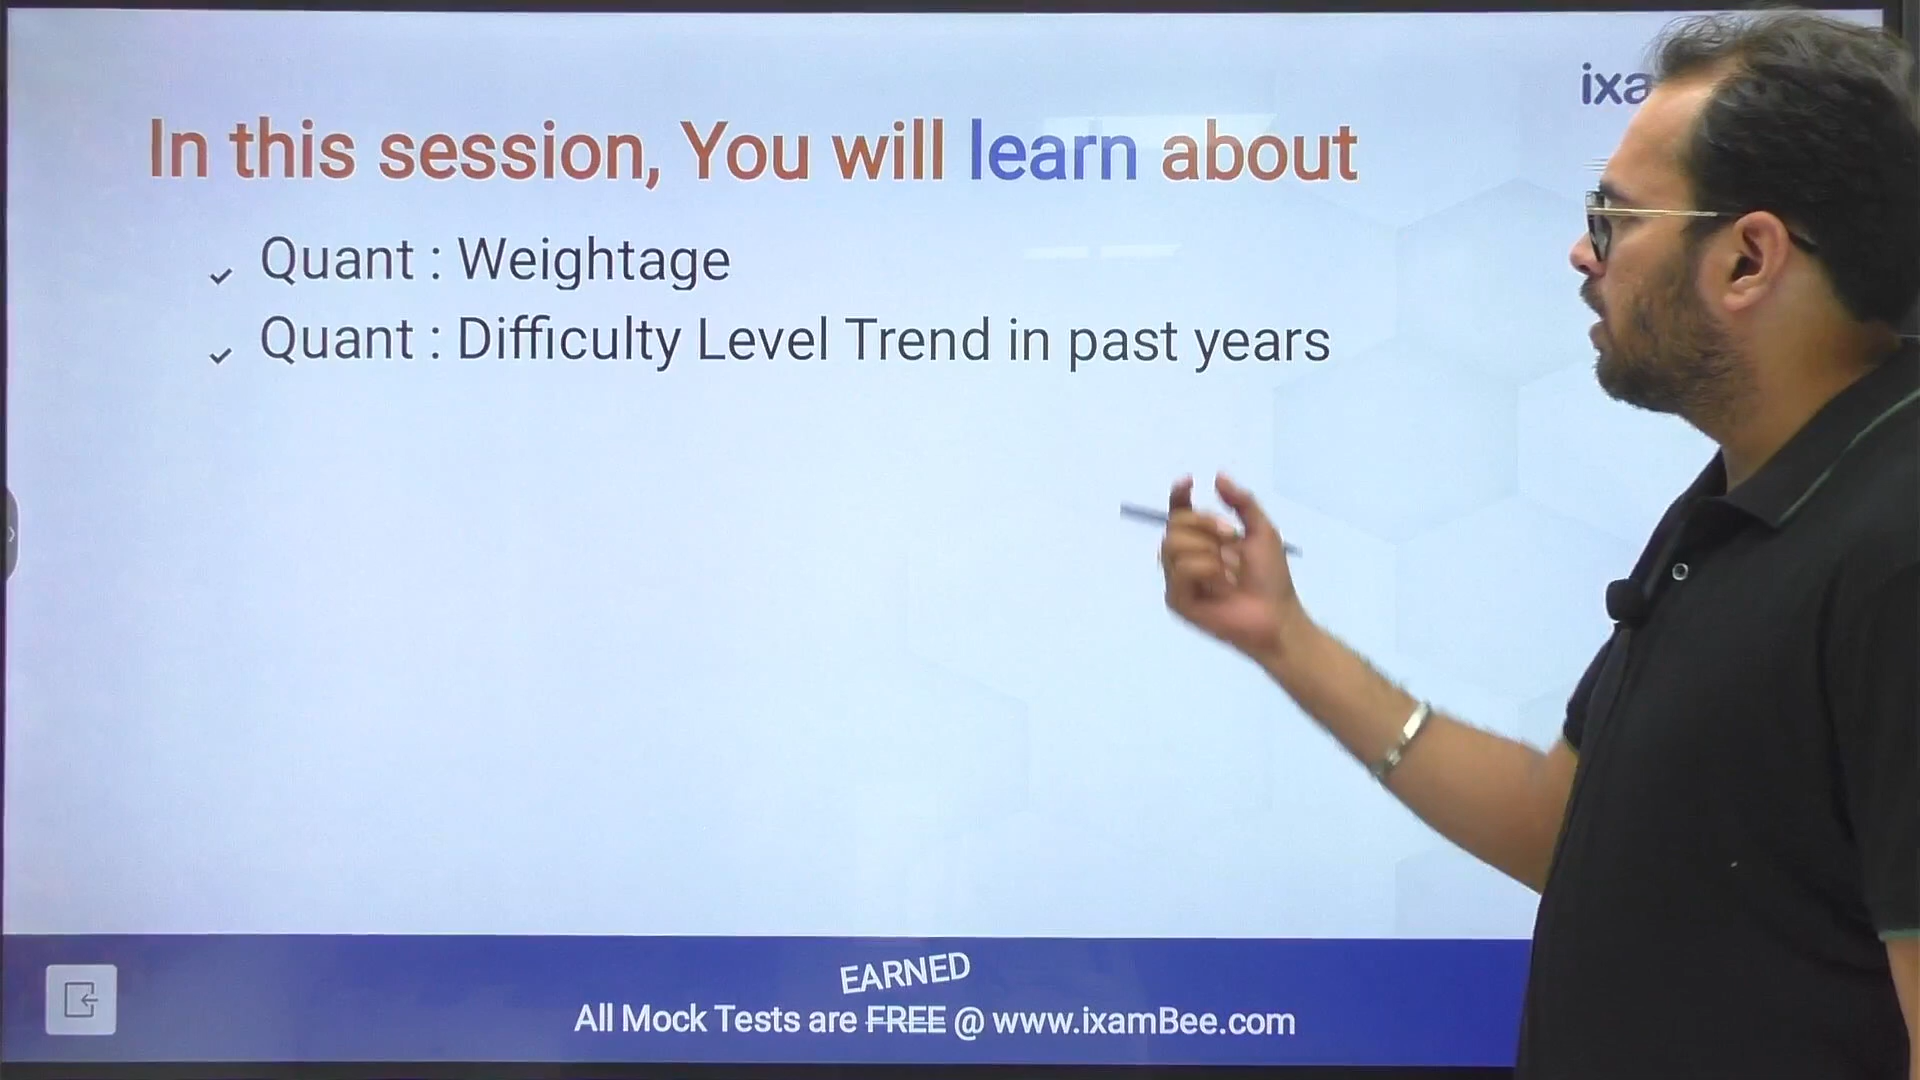 ixa
In this session, You will learn about
Quant : Weightage
Quant : Difficulty Level Trend in past years
EARNED
All Mock Tests are FREE @ www.ixamBee.com